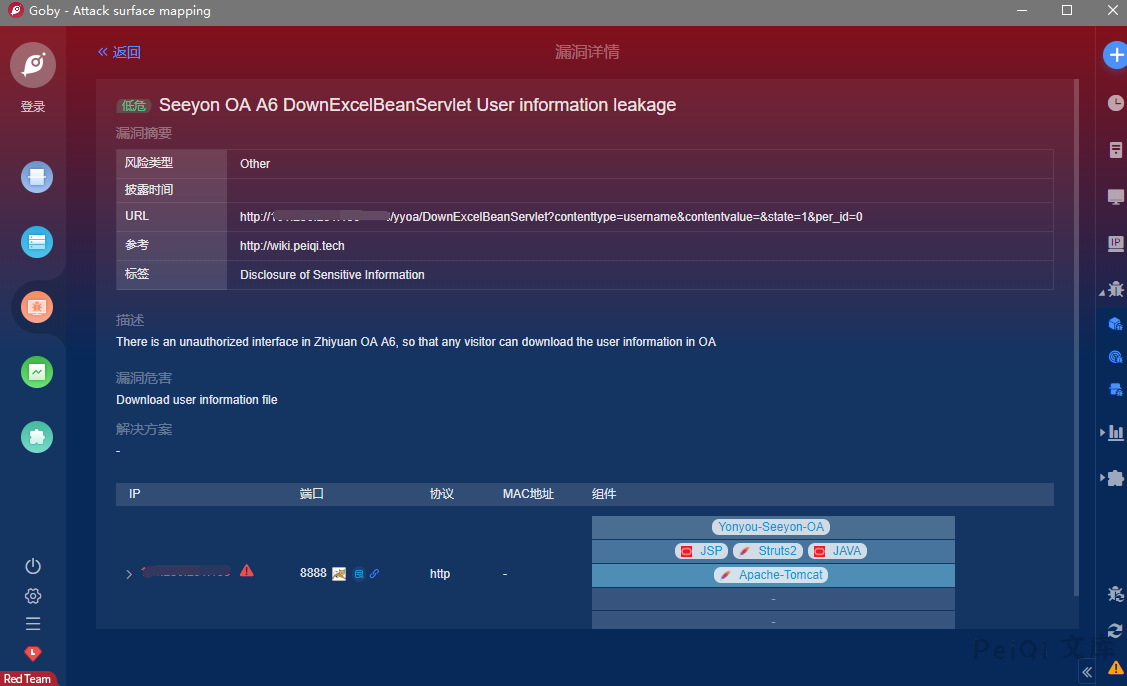 Goby - Attack surface mapping
登录
« 返回
漏洞详情
低危 Seeyon OA A6 DownExcelBeanServlet User information leakage
漏洞摘要
风险类型 Other
披露时间
URL http:// /yyoa/DownExcelBeanServlet?contenttype=username&contentvalue=&state=1&per_id=0
参考 http://wiki.peiqi.tech
标签 Disclosure of Sensitive Information
描述
There is an unauthorized interface in Zhiyuan OA A6, so that any visitor can download the user information in OA
漏洞危害
Download user information file
解决方案
-
IP 端口 协议 MAC地址 组件
Yonyou-Seeyon-OA
JSP Struts2 JAVA
8888 http -
Apache-Tomcat
-
-
IP
PeiQi 文库
Red Team